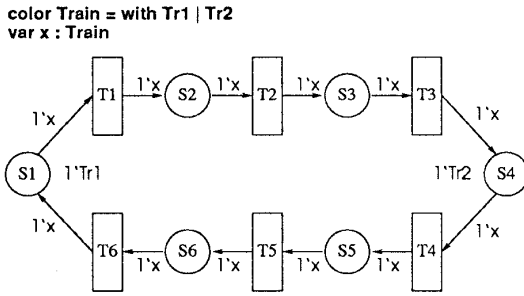 color Train = with Tr1 | Tr2
var x : Train
T1 1`x S2 1`x T2 1`x S3 1`x T3
1`x 1`x
S1 1`Tr1 1`Tr2 S4
1`x 1`x
T6 S6 T5 S5 T4
1`x 1`x 1`x 1`x